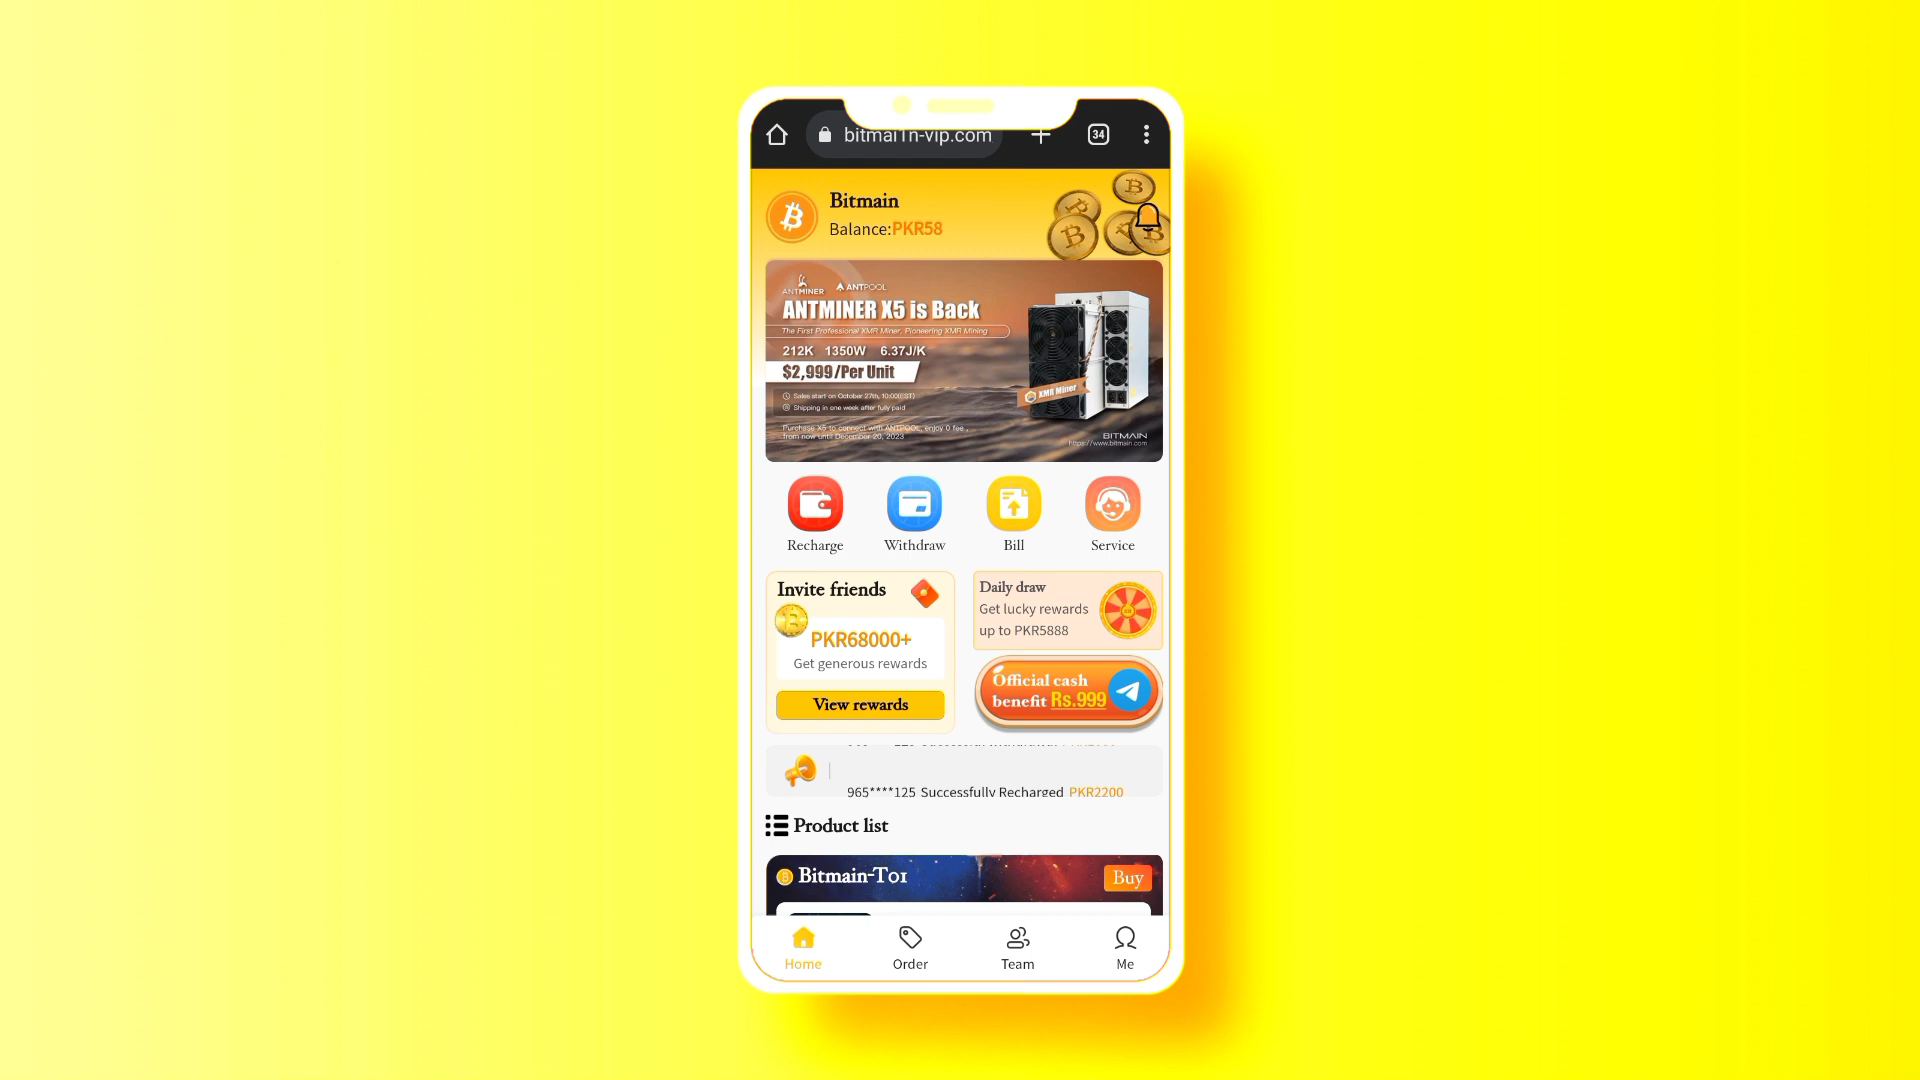 bitmai1n-vip.com
34
Bitmain
Balance:PKR58
ANTMINER ANTPOOL
ANTMINER X5 is Back
The First Professional XMR Miner, Pioneering XMR Mining
212K 1350W 6.37J/K
$2,999/Per Unit
Sales start on October 27th, 10:00(EST)
Shipping in one week after fully paid
Purchase X5 to connect with ANTPOOL, enjoy 0 fee ,
from now until December 20, 2023
XMR Miner
BITMAIN
https://www.bitmain.com
Recharge
Withdraw
Bill
Service
Invite friends
PKR68000+
Get generous rewards
View rewards
Daily draw
Get lucky rewards
up to PKR5888
Official cash
benefit Rs.999
965****125 Successfully Recharged PKR2200
Product list
Bitmain-T01
Buy
Home
Order
Team
Me